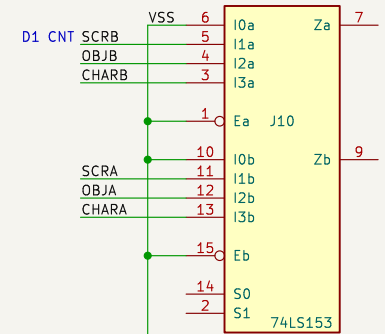 VSS 6 I0a Za 7
D1 CNT SCRB 5 I1a
OBJB 4 I2a
CHARB 3 I3a
1 Ea J10
10 I0b Zb 9
SCRA 11 I1b
OBJA 12 I2b
CHARA 13 I3b
15 Eb
14 S0
2 S1
74LS153